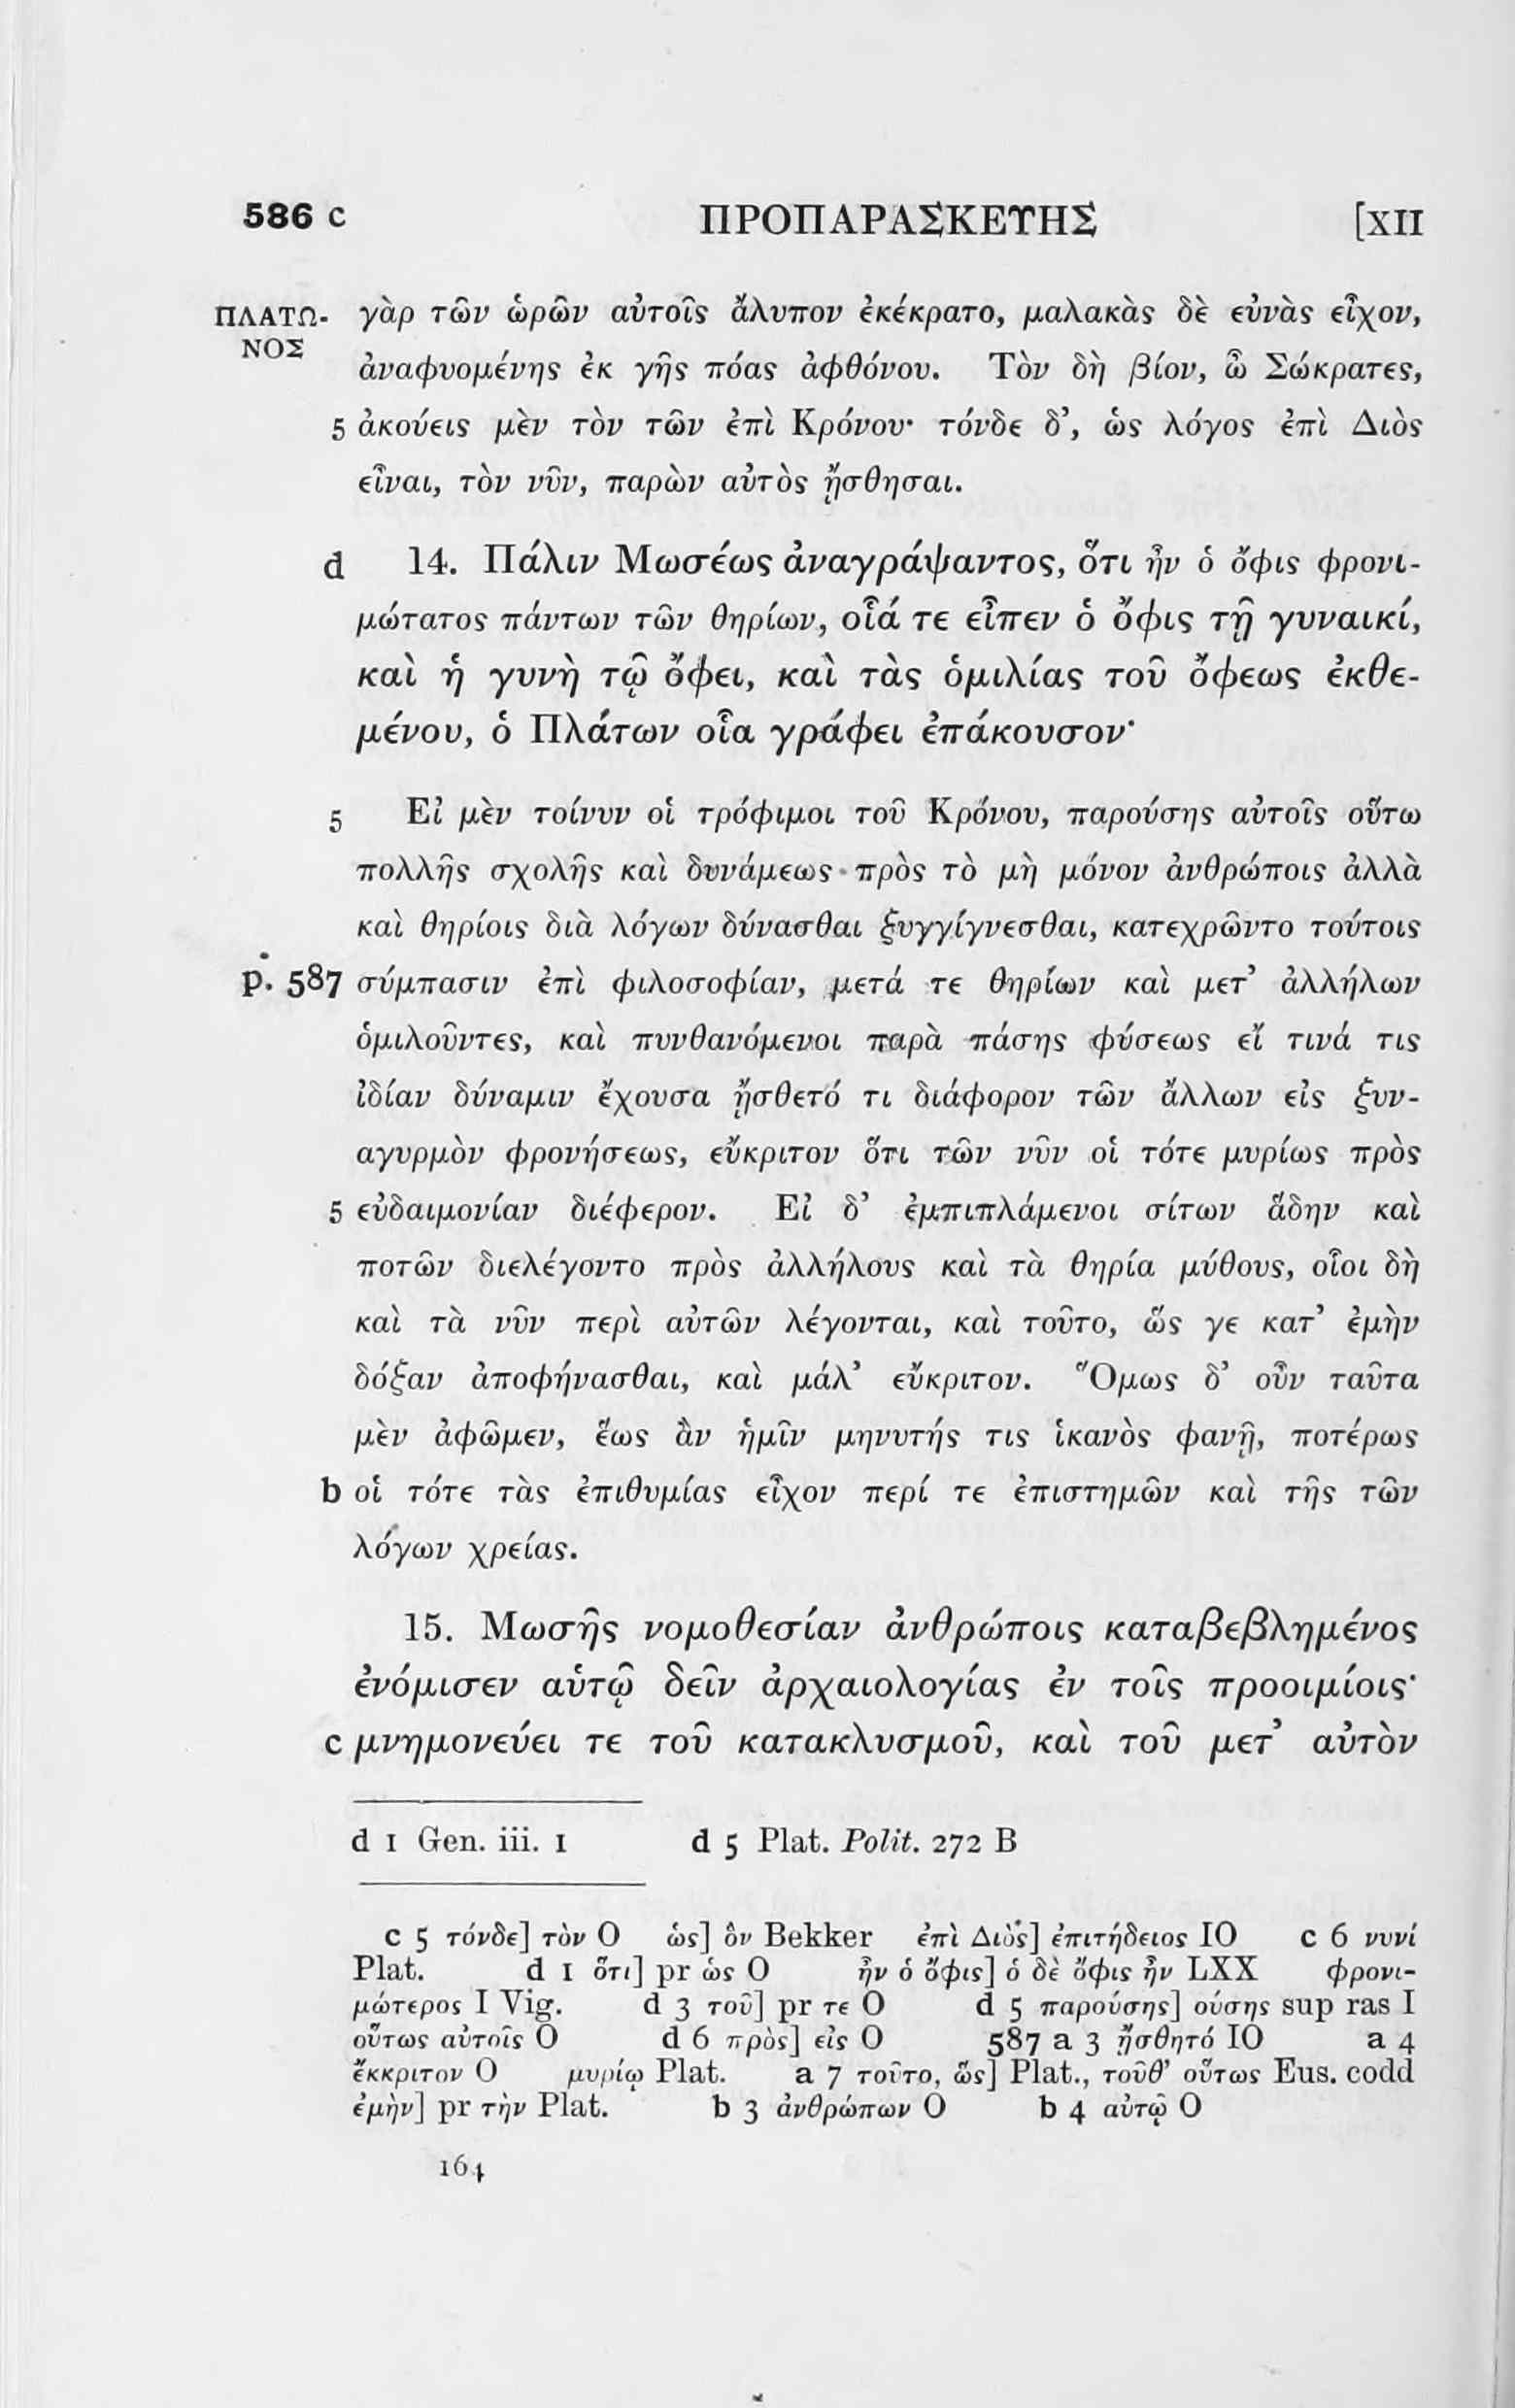 586 c ΠΡΟΠΑΡΑΣΚΕΥΗΣ [XII
ΠΛΑΤΩ- γὰρ τῶν ὡρῶν αὐτοῖς ἄλυπον ἐκέκρατο, μαλακὰς δὲ εὐνὰς εἶχον,
ΝΟΣ ἀναφυομένης ἐκ γῆς πόας ἀφθόνου. Τὸν δὴ βίον, ὦ Σώκρατες,
5 ἀκούεις μὲν τὸν τῶν ἐπὶ Κρόνου· τόνδε δ’, ὡς λόγος ἐπὶ Διὸς
εἶναι, τὸν νῦν, παρὼν αὐτὸς ᾔσθησαι.
d 14. Πάλιν Μωσέως ἀναγράψαντος, ὅτι ἦν ὁ ὄφις φρονι-
μώτατος πάντων τῶν θηρίων, οἷά τε εἶπεν ὁ ὄφις τῇ γυναικί,
καὶ ἡ γυνὴ τῷ ὄφει, καὶ τὰς ὁμιλίας τοῦ ὄφεως ἐκθε-
μένου, ὁ Πλάτων οἷα γράφει ἐπάκουσον·
5 Εἰ μὲν τοίνυν οἱ τρόφιμοι τοῦ Κρόνου, παρούσης αὐτοῖς οὕτω
πολλῆς σχολῆς καὶ δυνάμεως πρὸς τὸ μὴ μόνον ἀνθρώποις ἀλλὰ
καὶ θηρίοις διὰ λόγων δύνασθαι ξυγγίγνεσθαι, κατεχρῶντο τούτοις
p. 587 σύμπασιν ἐπὶ φιλοσοφίαν, μετά τε θηρίων καὶ μετ’ ἀλλήλων
ὁμιλοῦντες, καὶ πυνθανόμενοι παρὰ πάσης φύσεως εἴ τινά τις
ἰδίαν δύναμιν ἔχουσα ᾔσθετό τι διάφορον τῶν ἄλλων εἰς ξυν-
αγυρμὸν φρονήσεως, εὔκριτον ὅτι τῶν νῦν οἱ τότε μυρίως πρὸς
5 εὐδαιμονίαν διέφερον. Εἰ δ’ ἐμπιπλάμενοι σίτων ἅδην καὶ
ποτῶν διελέγοντο πρὸς ἀλλήλους καὶ τὰ θηρία μύθους, οἷοι δὴ
καὶ τὰ νῦν περὶ αὐτῶν λέγονται, καὶ τοῦτο, ὥς γε κατ’ ἐμὴν
δόξαν ἀποφήνασθαι, καὶ μάλ’ εὔκριτον. Ὅμως δ’ οὖν ταῦτα
μὲν ἀφῶμεν, ἕως ἂν ἡμῖν μηνυτής τις ἱκανὸς φανῇ, ποτέρως
b οἱ τότε τὰς ἐπιθυμίας εἶχον περί τε ἐπιστημῶν καὶ τῆς τῶν
λόγων χρείας.
15. Μωσῆς νομοθεσίαν ἀνθρώποις καταβεβλημένος
ἐνόμισεν αὑτῷ δεῖν ἀρχαιολογίας ἐν τοῖς προοιμίοις·
c μνημονεύει τε τοῦ κατακλυσμοῦ, καὶ τοῦ μετ’ αὐτὸν
d 1 Gen. iii. 1 d 5 Plat. Polit. 272 B
c 5 τόνδε] τὸν O ὡς] ὃν Bekker ἐπὶ Διὸς] ἐπιτήδειος IO c 6 νυνί
Plat. d 1 ὅτι] pr ὡς O ἦν ὁ ὄφις] ὁ δὲ ὄφις ἦν LXX φρονι-
μώτερος I Vig. d 3 τοῦ] pr τε O d 5 παρούσης] ούσης sup ras I
οὕτως αὐτοῖς O d 6 πρὸς] εἰς O 587 a 3 ᾐσθητό IO a 4
ἔκκριτον O μυρίῳ Plat. a 7 τοῦτο, ὥς] Plat., τοῦθ’ οὕτως Eus. codd
ἐμὴν] pr τὴν Plat. b 3 ἀνθρώπων O b 4 αὐτῷ O
164